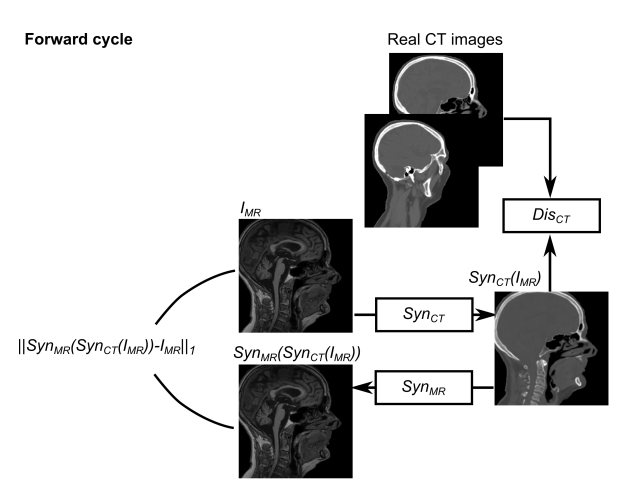 Forward cycle
Real CT images
I_MR
Dis_CT
Syn_CT(I_MR)
Syn_CT
||Syn_MR(Syn_CT(I_MR))-I_MR||_1
Syn_MR(Syn_CT(I_MR))
Syn_MR